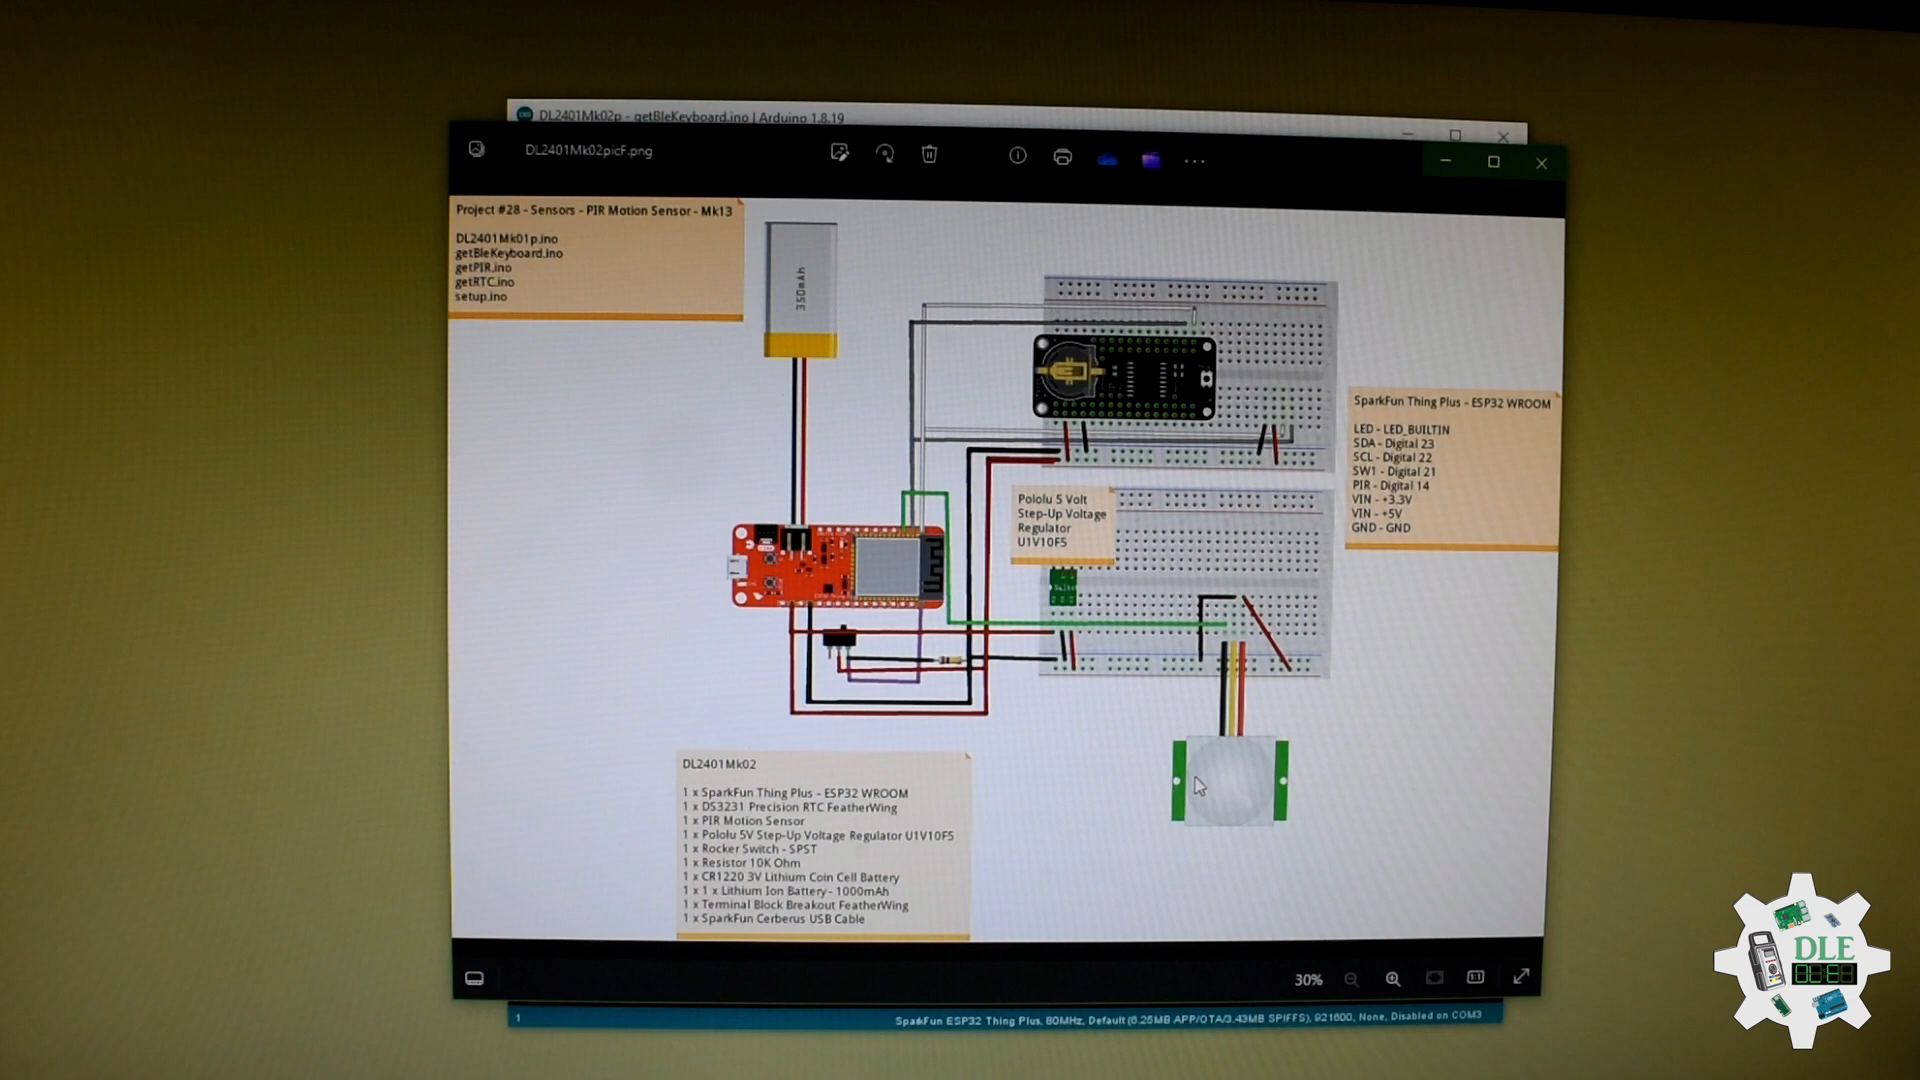 DL2401Mk02p - getBleKeyboard.ino | Arduino 1.8.19
DL2401Mk02picF.png
Project #28 - Sensors - PIR Motion Sensor - Mk13
DL2401Mk01p.ino
getBleKeyboard.ino
getPIR.ino
getRTC.ino
setup.ino
350mAh
SparkFun Thing Plus - ESP32 WROOM
LED - LED_BUILTIN
SDA - Digital 23
SCL - Digital 22
SW1 - Digital 21
PIR - Digital 14
VIN - +3.3V
VIN - +5V
GND - GND
Pololu 5 Volt
Step-Up Voltage
Regulator
U1V10F5
DL2401Mk02
1 x SparkFun Thing Plus - ESP32 WROOM
1 x DS3231 Precision RTC FeatherWing
1 x PIR Motion Sensor
1 x Pololu 5V Step-Up Voltage Regulator U1V10F5
1 x Rocker Switch - SPST
1 x Resistor 10K Ohm
1 x CR1220 3V Lithium Coin Cell Battery
1 x 1 x Lithium Ion Battery - 1000mAh
1 x Terminal Block Breakout FeatherWing
1 x SparkFun Cerberus USB Cable
30%
1:1
1
SparkFun ESP32 Thing Plus, 80MHz, Default (6.25MB APP/OTA/3.43MB SPIFFS), 921600, None, Disabled on COM3
DLE
DLE